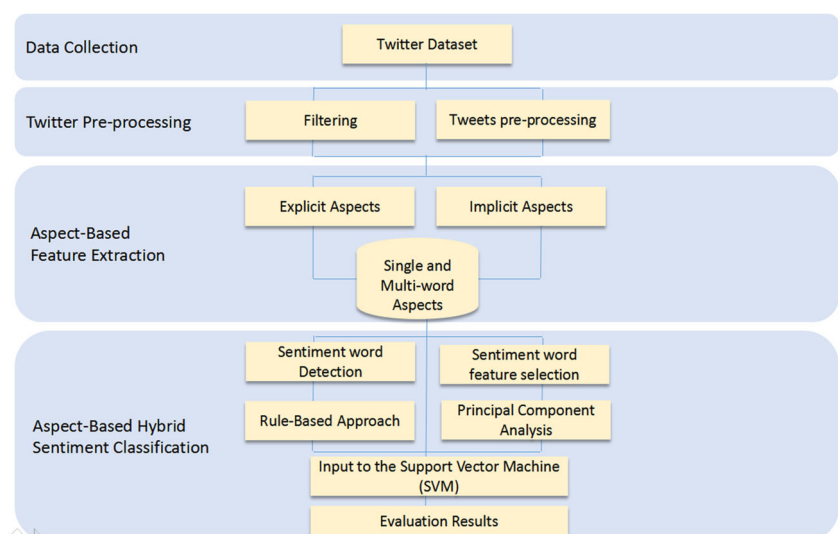 Data Collection
Twitter Dataset
Twitter Pre-processing
Filtering
Tweets pre-processing
Aspect-Based
Feature Extraction
Explicit Aspects
Implicit Aspects
Single and
Multi-word
Aspects
Aspect-Based Hybrid
Sentiment Classification
Sentiment word
Detection
Sentiment word
feature selection
Rule-Based Approach
Principal Component
Analysis
Input to the Support Vector Machine
(SVM)
Evaluation Results